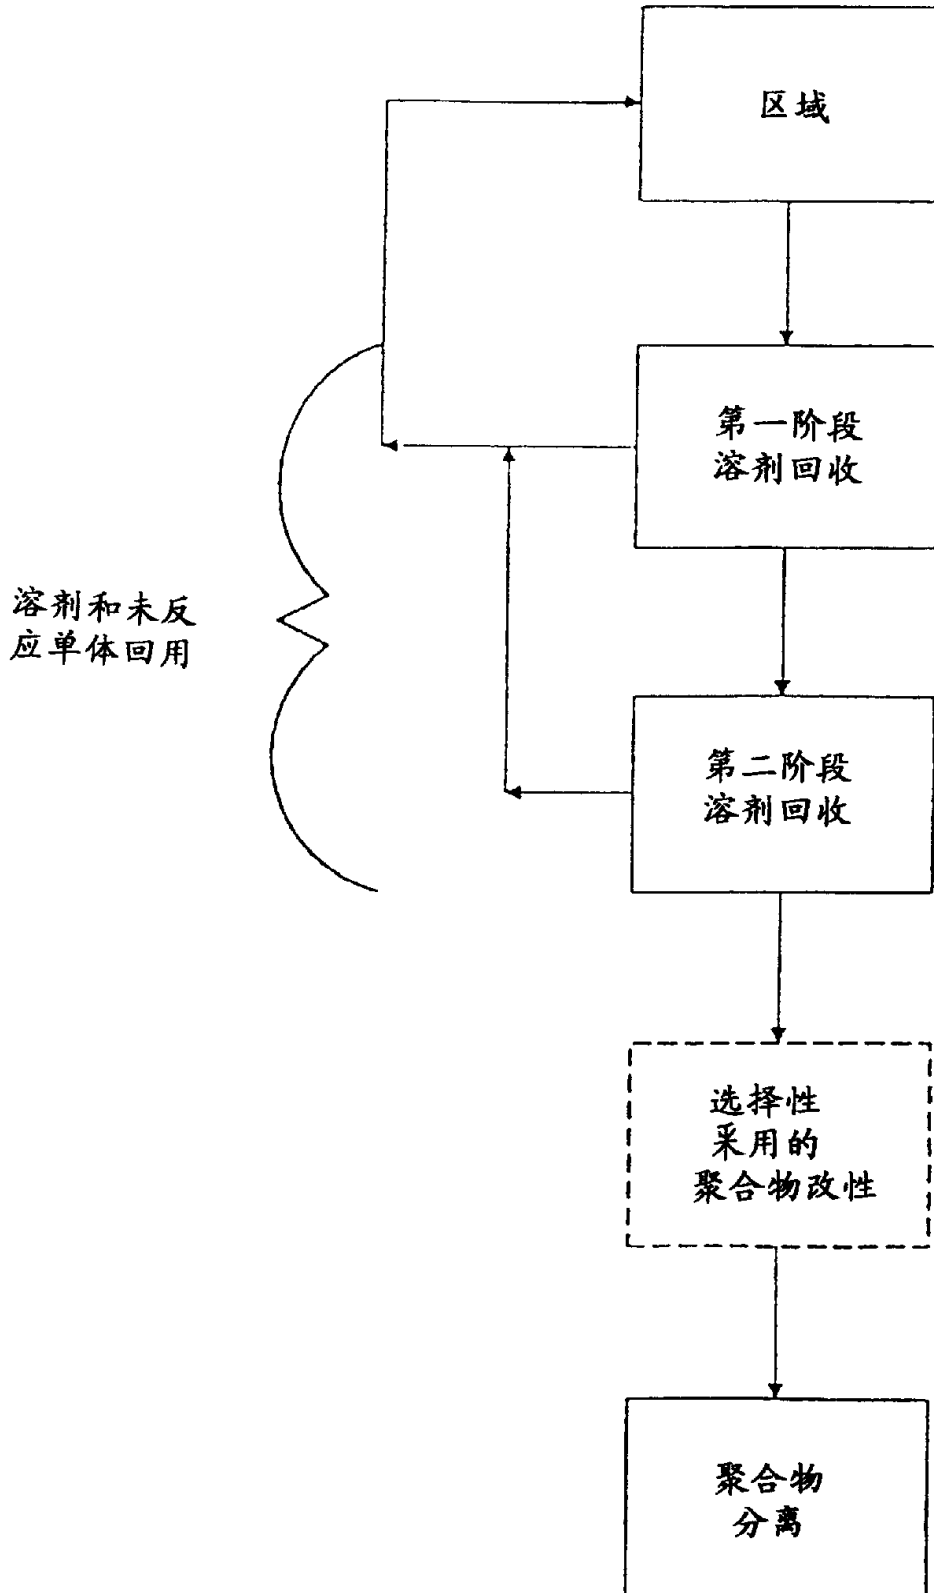 区域
第一阶段
溶剂回收
溶剂和未反
应单体回用
第二阶段
溶剂回收
选择性
采用的
聚合物改性
聚合物
分离